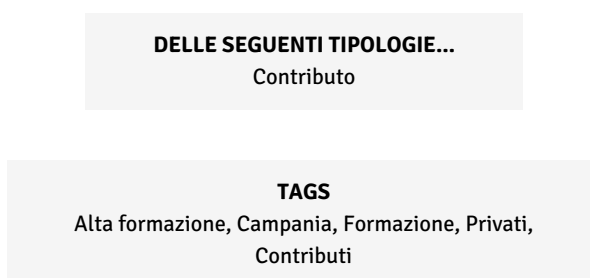 DELLE SEGUENTI TIPOLOGIE...
Contributo
TAGS
Alta formazione, Campania, Formazione, Privati,
Contributi